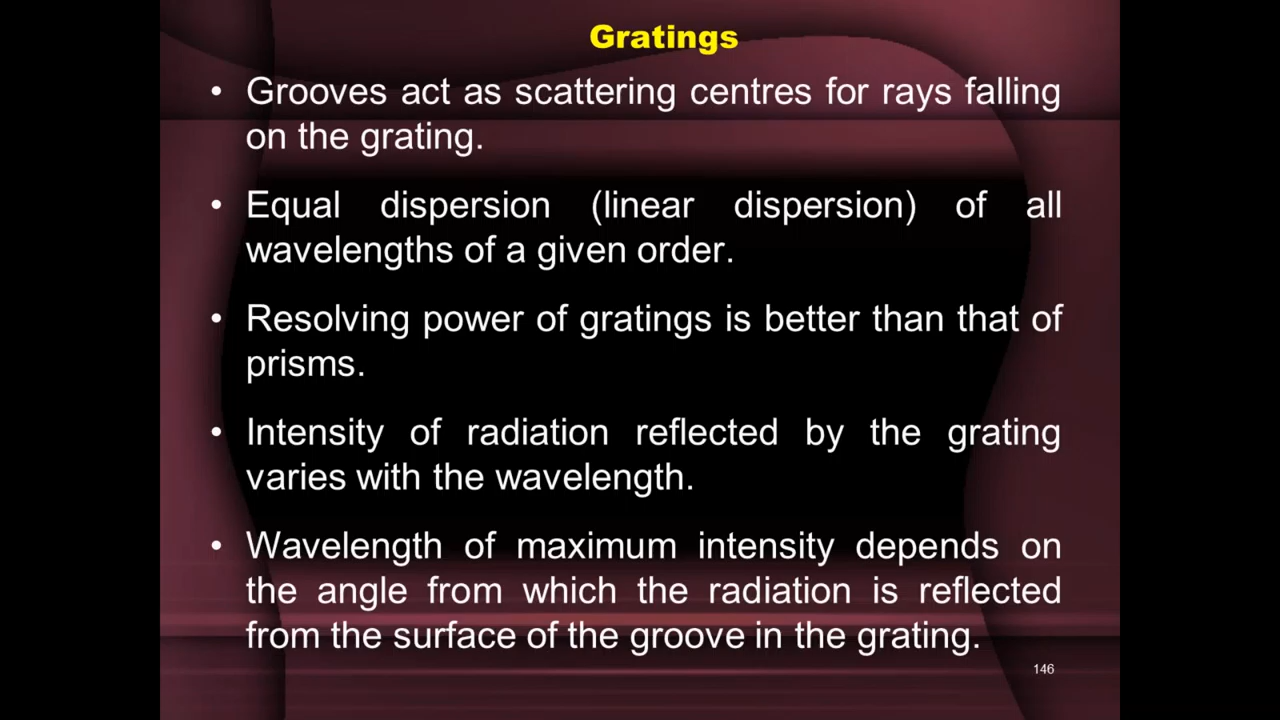 Gratings
• Grooves act as scattering centres for rays falling
on the grating.
• Equal dispersion (linear dispersion) of all
wavelengths of a given order.
• Resolving power of gratings is better than that of
prisms.
• Intensity of radiation reflected by the grating
varies with the wavelength.
• Wavelength of maximum intensity depends on
the angle from which the radiation is reflected
from the surface of the groove in the grating.
146